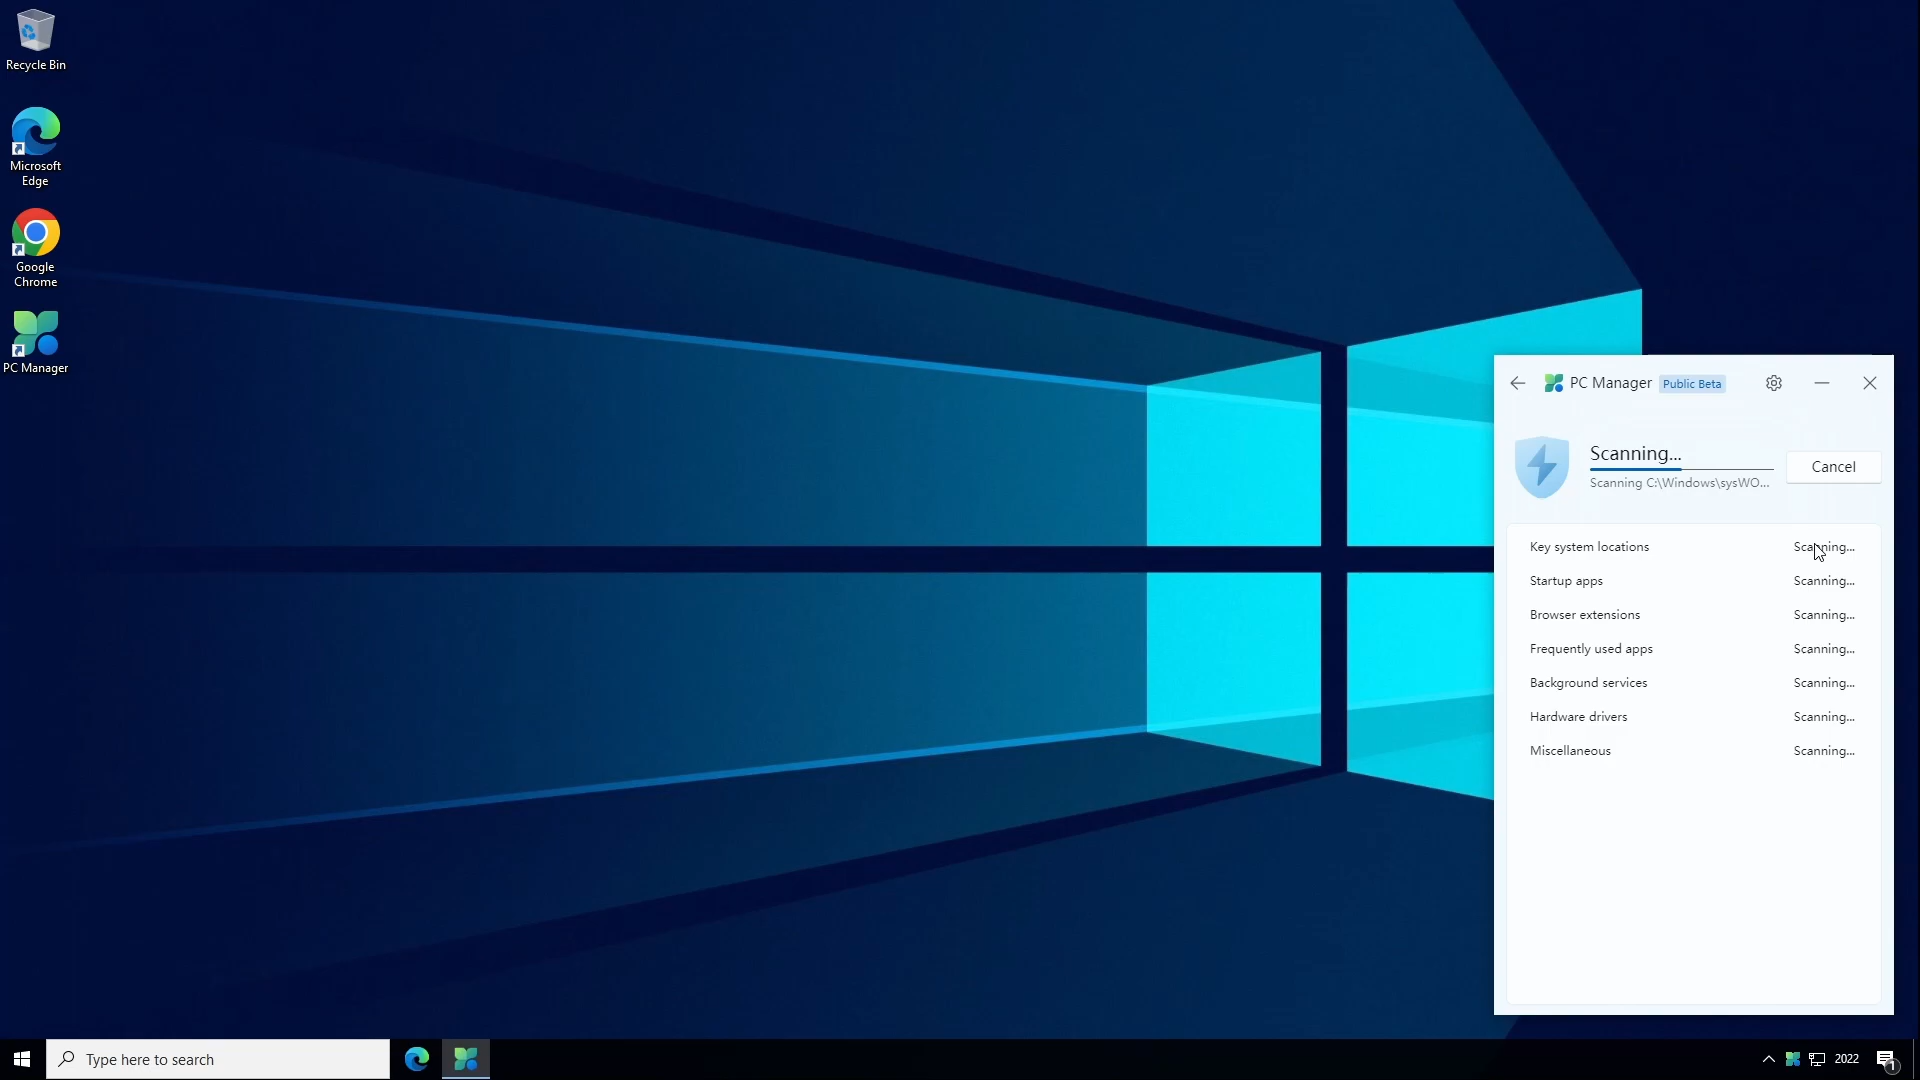 Recycle Bin
Microsoft
Edge
Google
Chrome
PC Manager
PC Manager Public Beta
Scanning...
Cancel
Scanning C:\Windows\sysWO...
Key system locations Scanning...
Startup apps Scanning...
Browser extensions Scanning...
Frequently used apps Scanning...
Background services Scanning...
Hardware drivers Scanning...
Miscellaneous Scanning...
Type here to search
2022
1